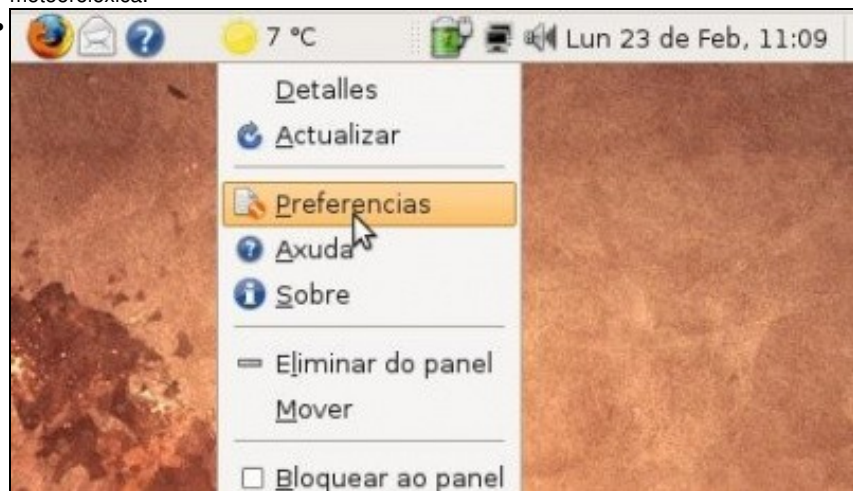 7 °C Lun 23 de Feb, 11:09
Detalles
Actualizar
Preferencias
Axuda
Sobre
Eliminar do panel
Mover
Bloquear ao panel